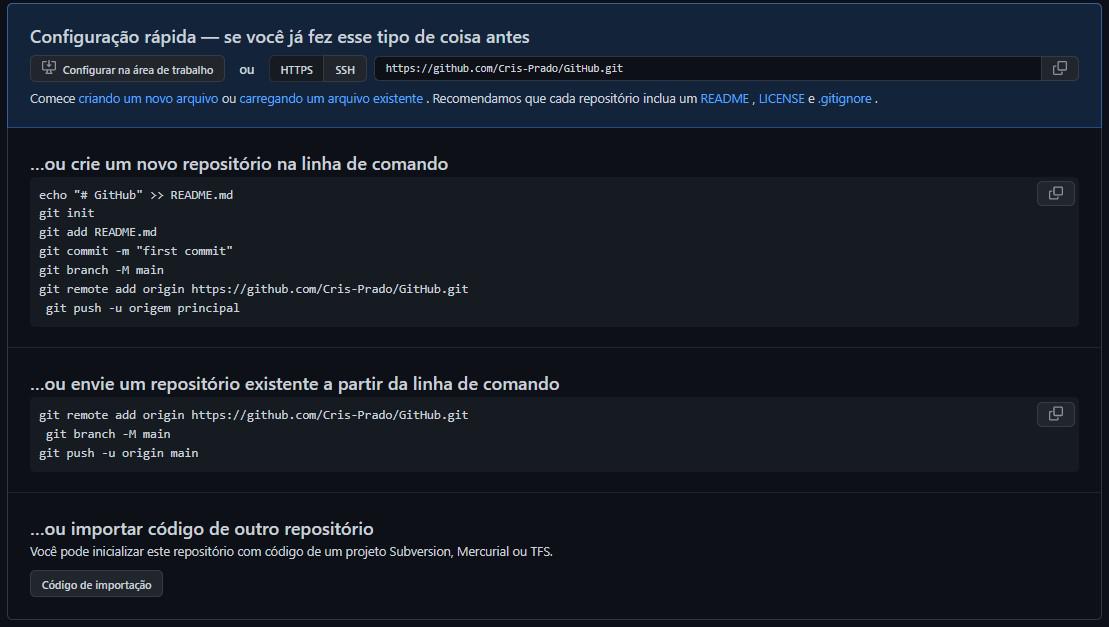 Configuração rápida — se você já fez esse tipo de coisa antes
Configurar na área de trabalho ou HTTPS SSH https://github.com/Cris-Prado/GitHub.git
Comece criando um novo arquivo ou carregando um arquivo existente . Recomendamos que cada repositório inclua um README , LICENSE e .gitignore .
...ou crie um novo repositório na linha de comando
echo "# GitHub" >> README.md
git init
git add README.md
git commit -m "first commit"
git branch -M main
git remote add origin https://github.com/Cris-Prado/GitHub.git
git push -u origem principal
...ou envie um repositório existente a partir da linha de comando
git remote add origin https://github.com/Cris-Prado/GitHub.git
git branch -M main
git push -u origin main
...ou importar código de outro repositório
Você pode inicializar este repositório com código de um projeto Subversion, Mercurial ou TFS.
Código de importação